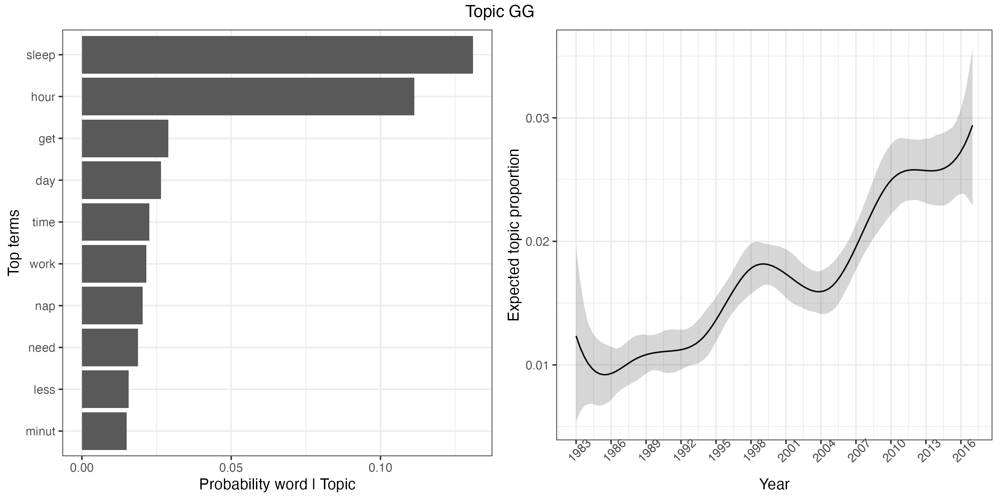 Topic GG
Top terms
sleep
hour
get
day
time
work
nap
need
less
minut
0.00 0.05 0.10
Probability word | Topic
Expected topic proportion
0.03
0.02
0.01
1983 1986 1989 1992 1995 1998 2001 2004 2007 2010 2013 2016
Year